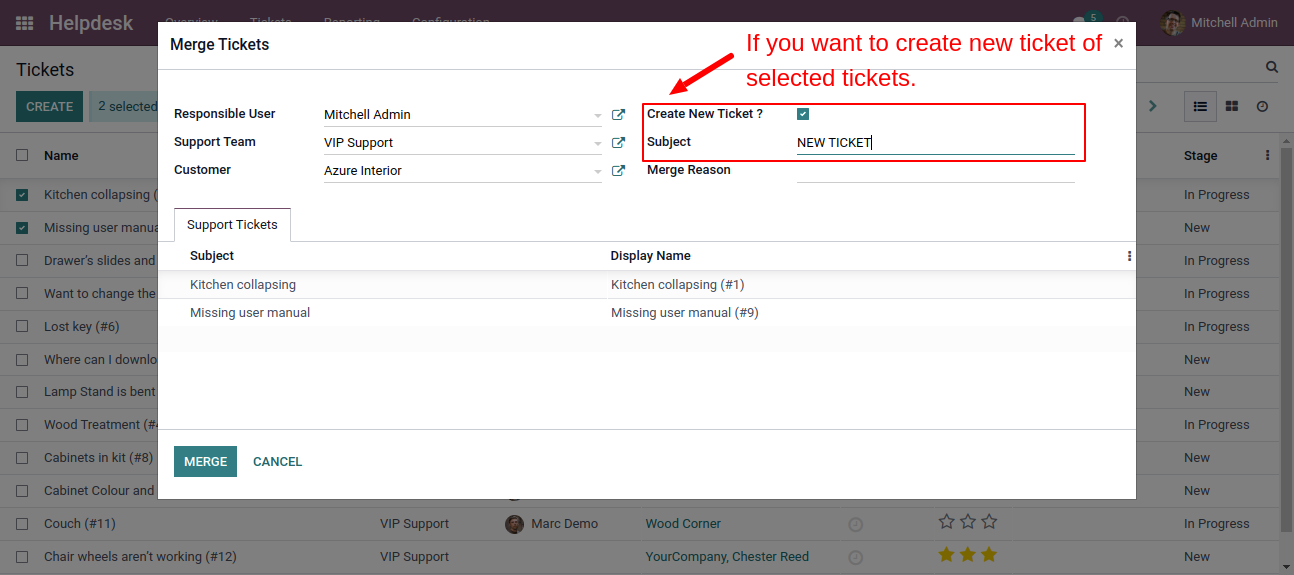 Helpdesk Overview Tickets Reporting Configuration 5 Mitchell Admin
Merge Tickets ×
If you want to create new ticket of
selected tickets.
Tickets
CREATE 2 selected
Responsible User Mitchell Admin
Support Team VIP Support
Customer Azure Interior
Create New Ticket ?
Subject NEW TICKET
Merge Reason
Support Tickets
Subject Display Name
Kitchen collapsing Kitchen collapsing (#1)
Missing user manual Missing user manual (#9)
MERGE CANCEL
Name Stage
Kitchen collapsing ( In Progress
Missing user manua New
Drawer's slides and In Progress
Want to change the In Progress
Lost key (#6) In Progress
Where can I downlo New
Lamp Stand is bent New
Wood Treatment (#4 In Progress
Cabinets in kit (#8) New
Cabinet Colour and New
Couch (#11) VIP Support Marc Demo Wood Corner In Progress
Chair wheels aren't working (#12) VIP Support YourCompany, Chester Reed New